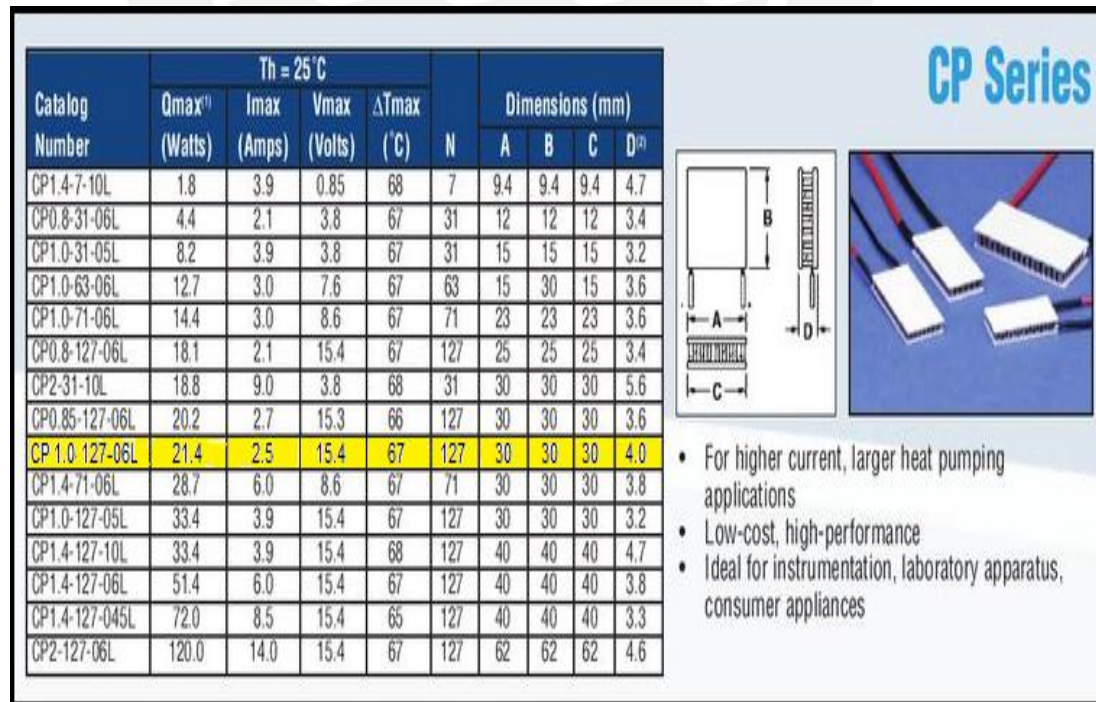 CP Series
Th = 25°C
Catalog Number Qmax(1) (Watts) Imax (Amps) Vmax (Volts) ΔTmax (°C) N Dimensions (mm) A B C D(2)
CP1.4-7-10L 1.8 3.9 0.85 68 7 9.4 9.4 9.4 4.7
CP0.8-31-06L 4.4 2.1 3.8 67 31 12 12 12 3.4
CP1.0-31-05L 8.2 3.9 3.8 67 31 15 15 15 3.2
CP1.0-63-06L 12.7 3.0 7.6 67 63 15 30 15 3.6
CP1.0-71-06L 14.4 3.0 8.6 67 71 23 23 23 3.6
CP0.8-127-06L 18.1 2.1 15.4 67 127 25 25 25 3.4
CP2-31-10L 18.8 9.0 3.8 68 31 30 30 30 5.6
CP0.85-127-06L 20.2 2.7 15.3 66 127 30 30 30 3.6
CP 1.0-127-06L 21.4 2.5 15.4 67 127 30 30 30 4.0
CP1.4-71-06L 28.7 6.0 8.6 67 71 30 30 30 3.8
CP1.0-127-05L 33.4 3.9 15.4 67 127 30 30 30 3.2
CP1.4-127-10L 33.4 3.9 15.4 68 127 40 40 40 4.7
CP1.4-127-06L 51.4 6.0 15.4 67 127 40 40 40 3.8
CP1.4-127-045L 72.0 8.5 15.4 65 127 40 40 40 3.3
CP2-127-06L 120.0 14.0 15.4 67 127 62 62 62 4.6
B
A
D
C
• For higher current, larger heat pumping
applications
• Low-cost, high-performance
• Ideal for instrumentation, laboratory apparatus,
consumer appliances